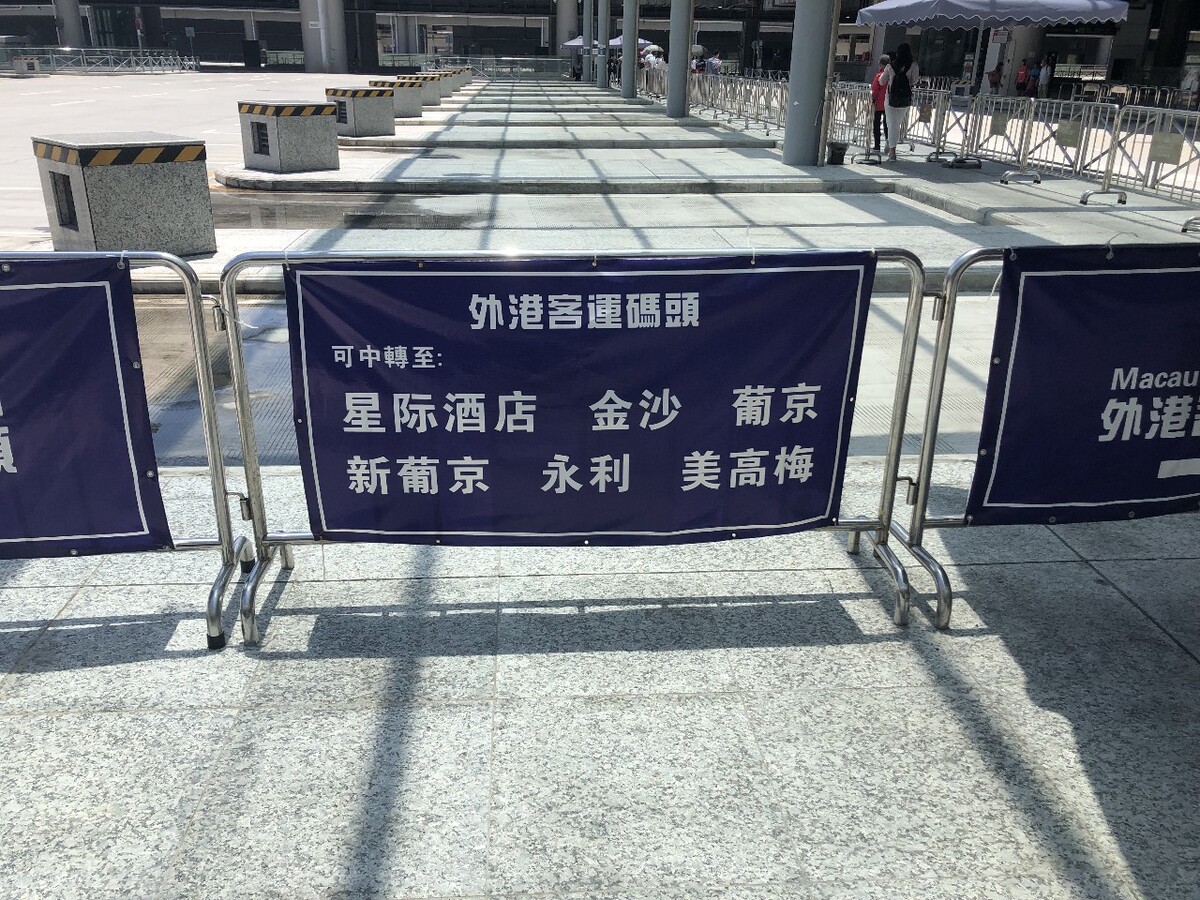 外港客運碼頭
可中轉至:
星际酒店 金沙 葡京
新葡京 永利 美高梅
Macau
外港